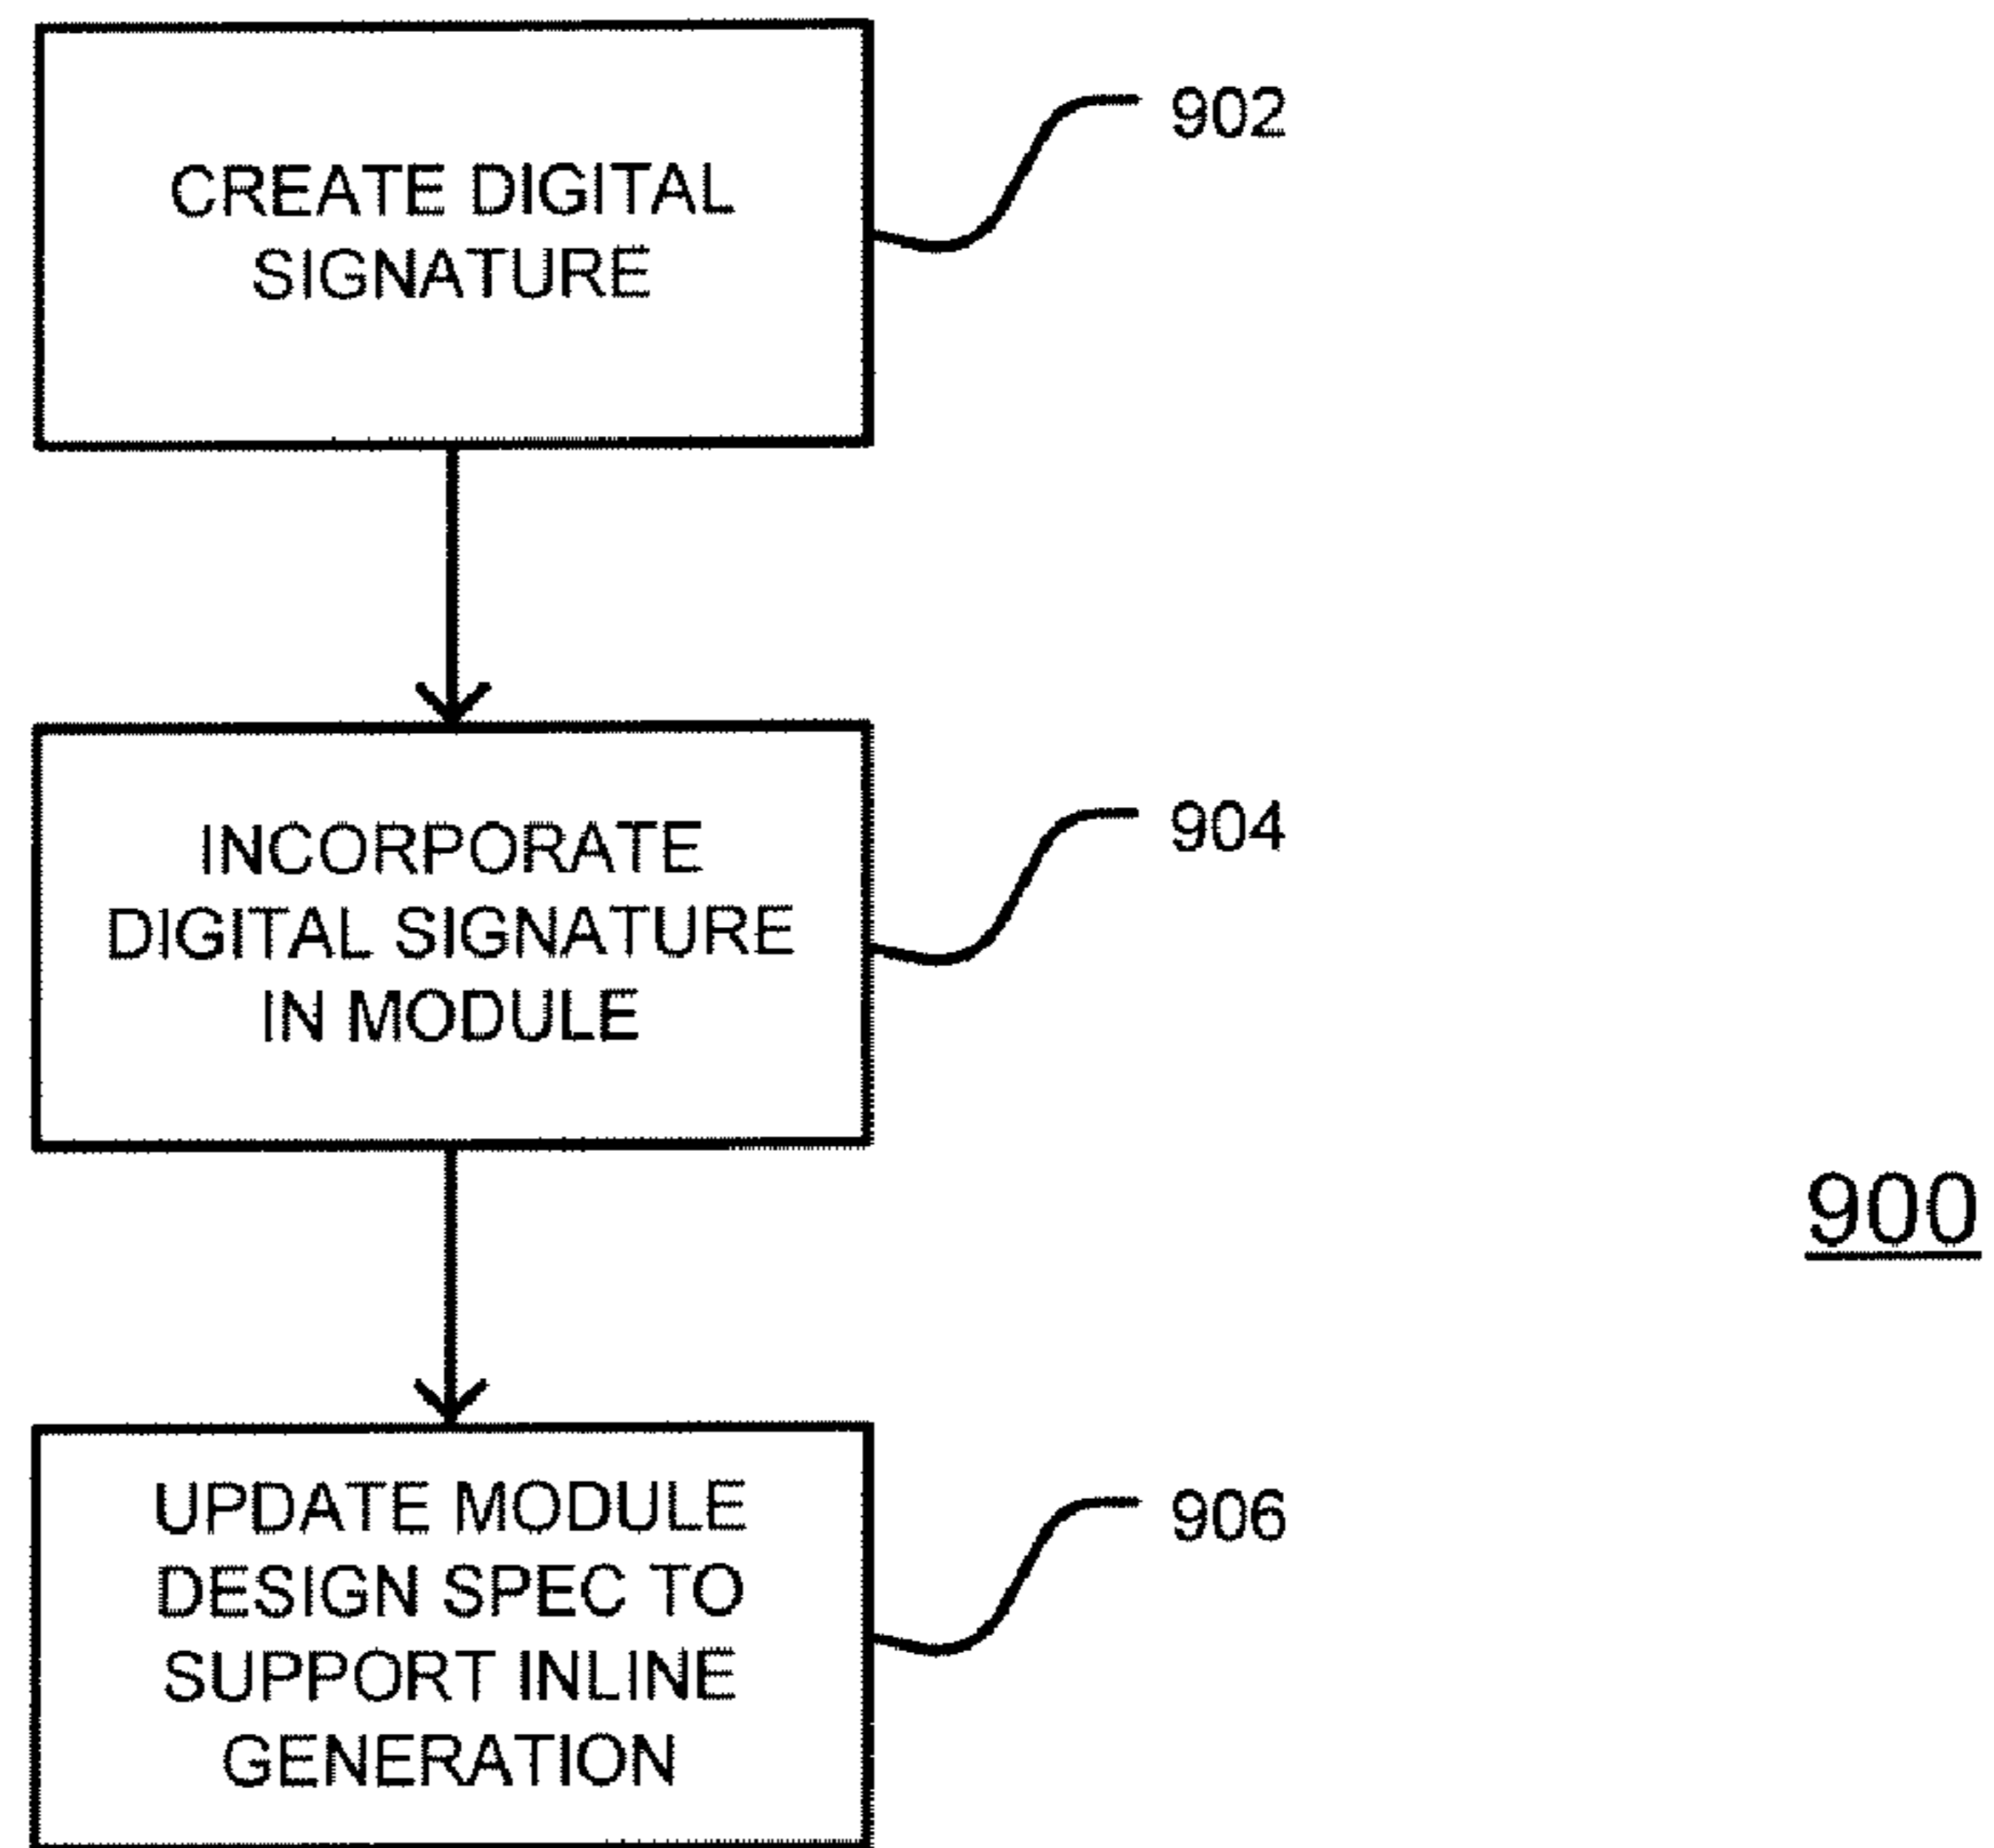 CREATE DIGITAL
SIGNATURE
902
INCORPORATE
DIGITAL SIGNATURE
IN MODULE
904
900
UPDATE MODULE
DESIGN SPEC TO
SUPPORT INLINE
GENERATION
906